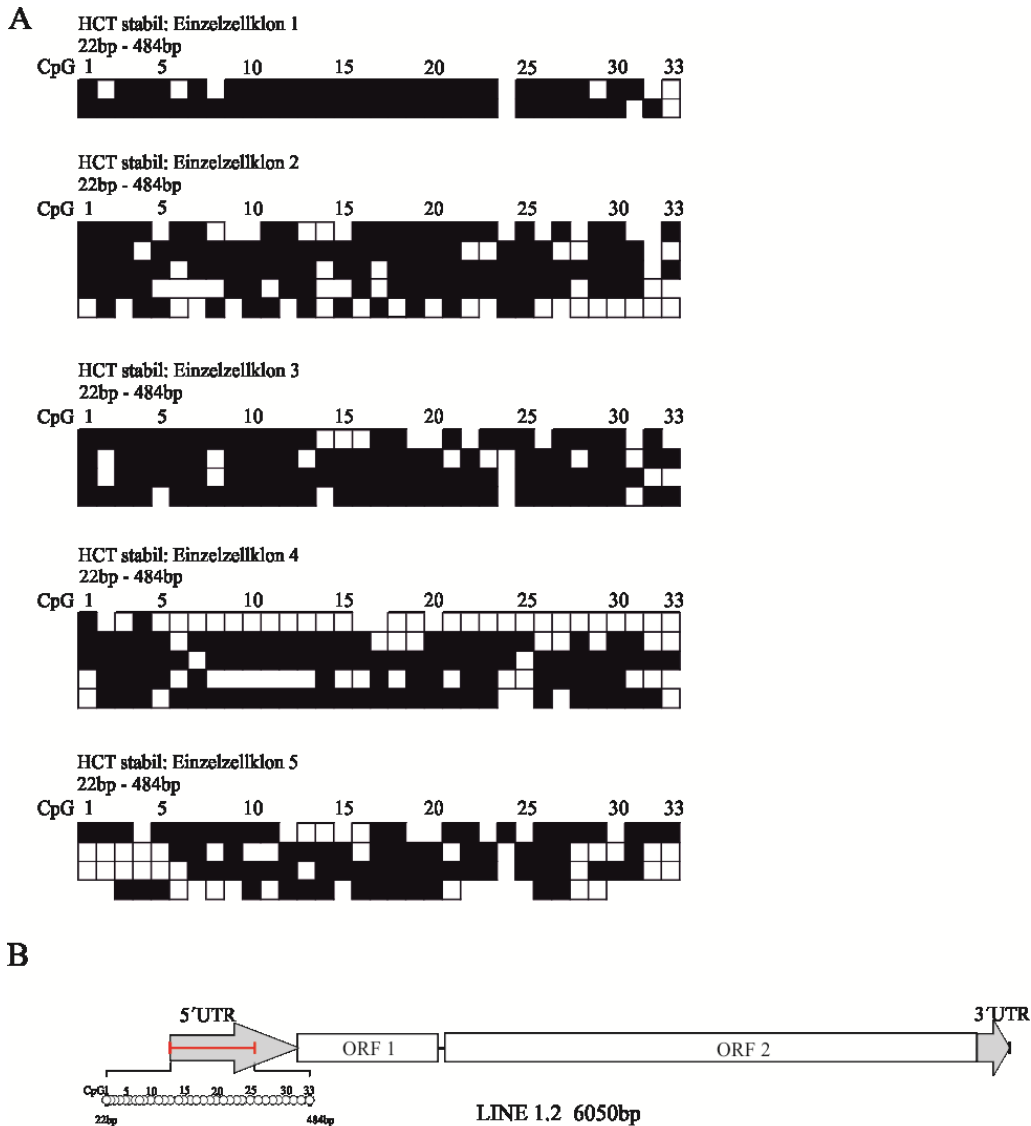 A
HCT stabil: Einzelzellklon 1
22bp - 484bp
CpG 1 5 10 15 20 25 30 33
HCT stabil: Einzelzellklon 2
22bp - 484bp
CpG 1 5 10 15 20 25 30 33
HCT stabil: Einzelzellklon 3
22bp - 484bp
CpG 1 5 10 15 20 25 30 33
HCT stabil: Einzelzellklon 4
22bp - 484bp
CpG 1 5 10 15 20 25 30 33
HCT stabil: Einzelzellklon 5
22bp - 484bp
CpG 1 5 10 15 20 25 30 33
B
5´UTR 3´UTR
ORF 1 ORF 2
CpG1 5 10 15 20 25 30 33
22bp 484bp
LINE 1.2 6050bp